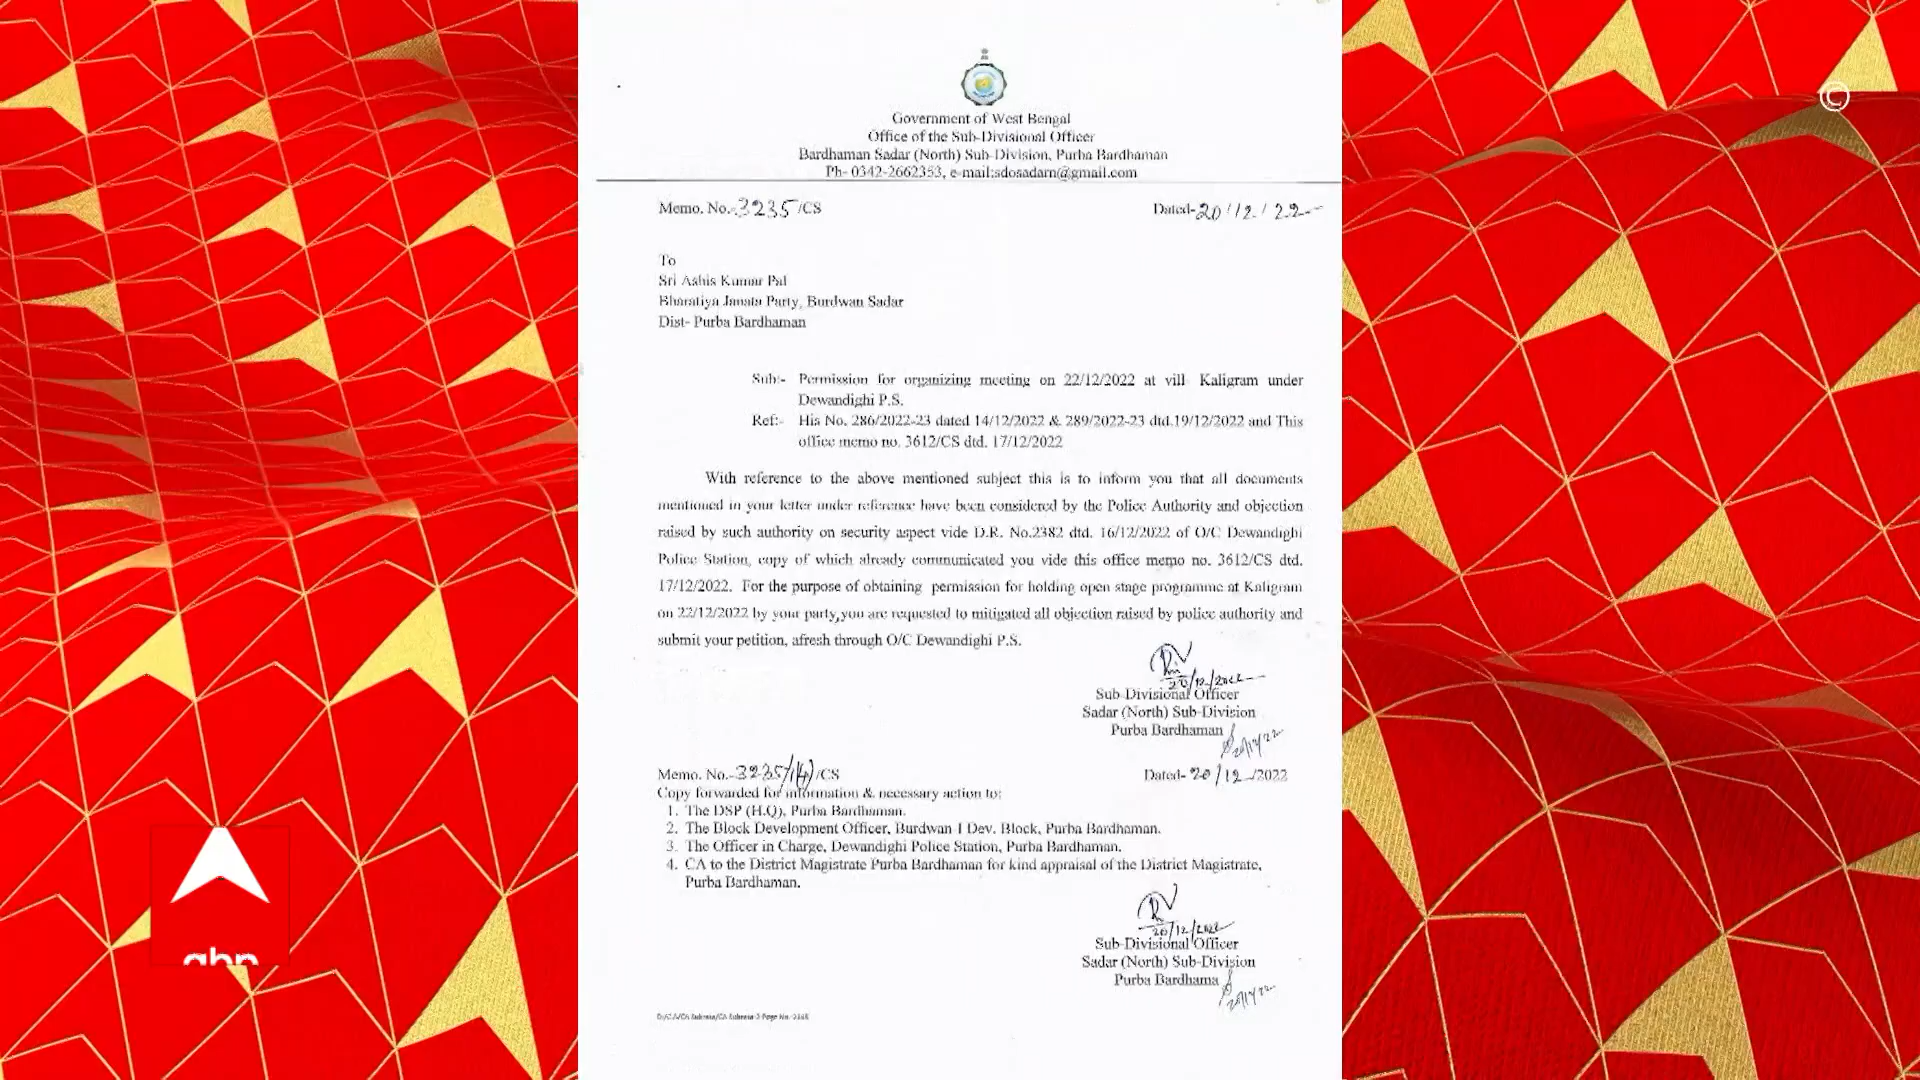 Government of West Bengal
Office of the Sub-Divisional Officer
Bardhaman Sadar (North) Sub-Division, Purba Bardhaman
Ph- 0342-2662353, e-mail:sdosadarn@gmail.com
Memo. No.-3235/CS
Dated-20/12/22
To
Sri Ashis Kumar Pal
Bharatiya Janata Party, Burdwan Sadar
Dist- Purba Bardhaman
Sub:- Permission for organizing meeting on 22/12/2022 at vill Kaligram under
Dewandighi P.S.
Ref:- His No. 286/2022-23 dated 14/12/2022 & 289/2022-23 dtd.19/12/2022 and This
office memo no. 3612/CS dtd. 17/12/2022
With reference to the above mentioned subject this is to inform you that all documents
mentioned in your letter under reference have been considered by the Police Authority and objection
raised by such authority on security aspect vide D.R. No.2382 dtd. 16/12/2022 of O/C Dewandighi
Police Station, copy of which already communicated you vide this office memo no. 3612/CS dtd.
17/12/2022. For the purpose of obtaining permission for holding open stage programme at Kaligram
on 22/12/2022 by your party,you are requested to mitigated all objection raised by police authority and
submit your petition, afresh through O/C Dewandighi P.S.
20/12/2022
Sub-Divisional Officer
Sadar (North) Sub-Division
Purba Bardhaman
20/12/22
Memo. No.-3235/1(4)/CS
Dated- 20/12/2022
Copy forwarded for information & necessary action to:
1. The DSP (H.Q), Purba Bardhaman.
2. The Block Development Officer, Burdwan-I Dev. Block, Purba Bardhaman.
3. The Officer in Charge, Dewandighi Police Station, Purba Bardhaman.
4. CA to the District Magistrate Purba Bardhaman for kind appraisal of the District Magistrate,
Purba Bardhaman.
20/12/2022
Sub-Divisional Officer
Sadar (North) Sub-Division
Purba Bardhama
20/12/22
abp
©